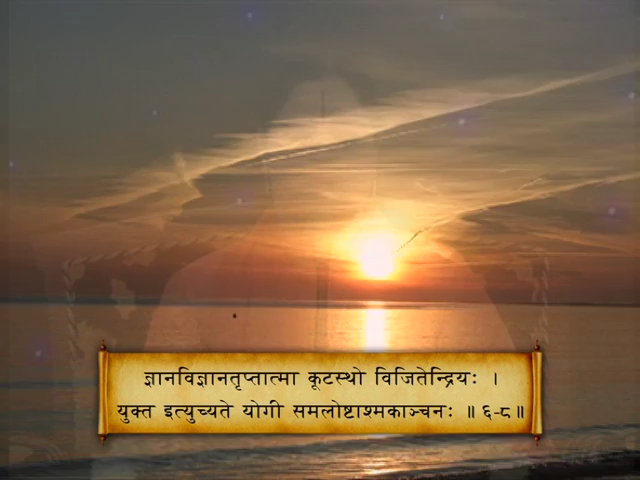 ज्ञानविज्ञानतृप्तात्मा कूटस्थो विजितेन्द्रियः ।
युक्त इत्युच्यते योगी समलोष्टाश्मकाञ्चनः ॥ ६-८॥